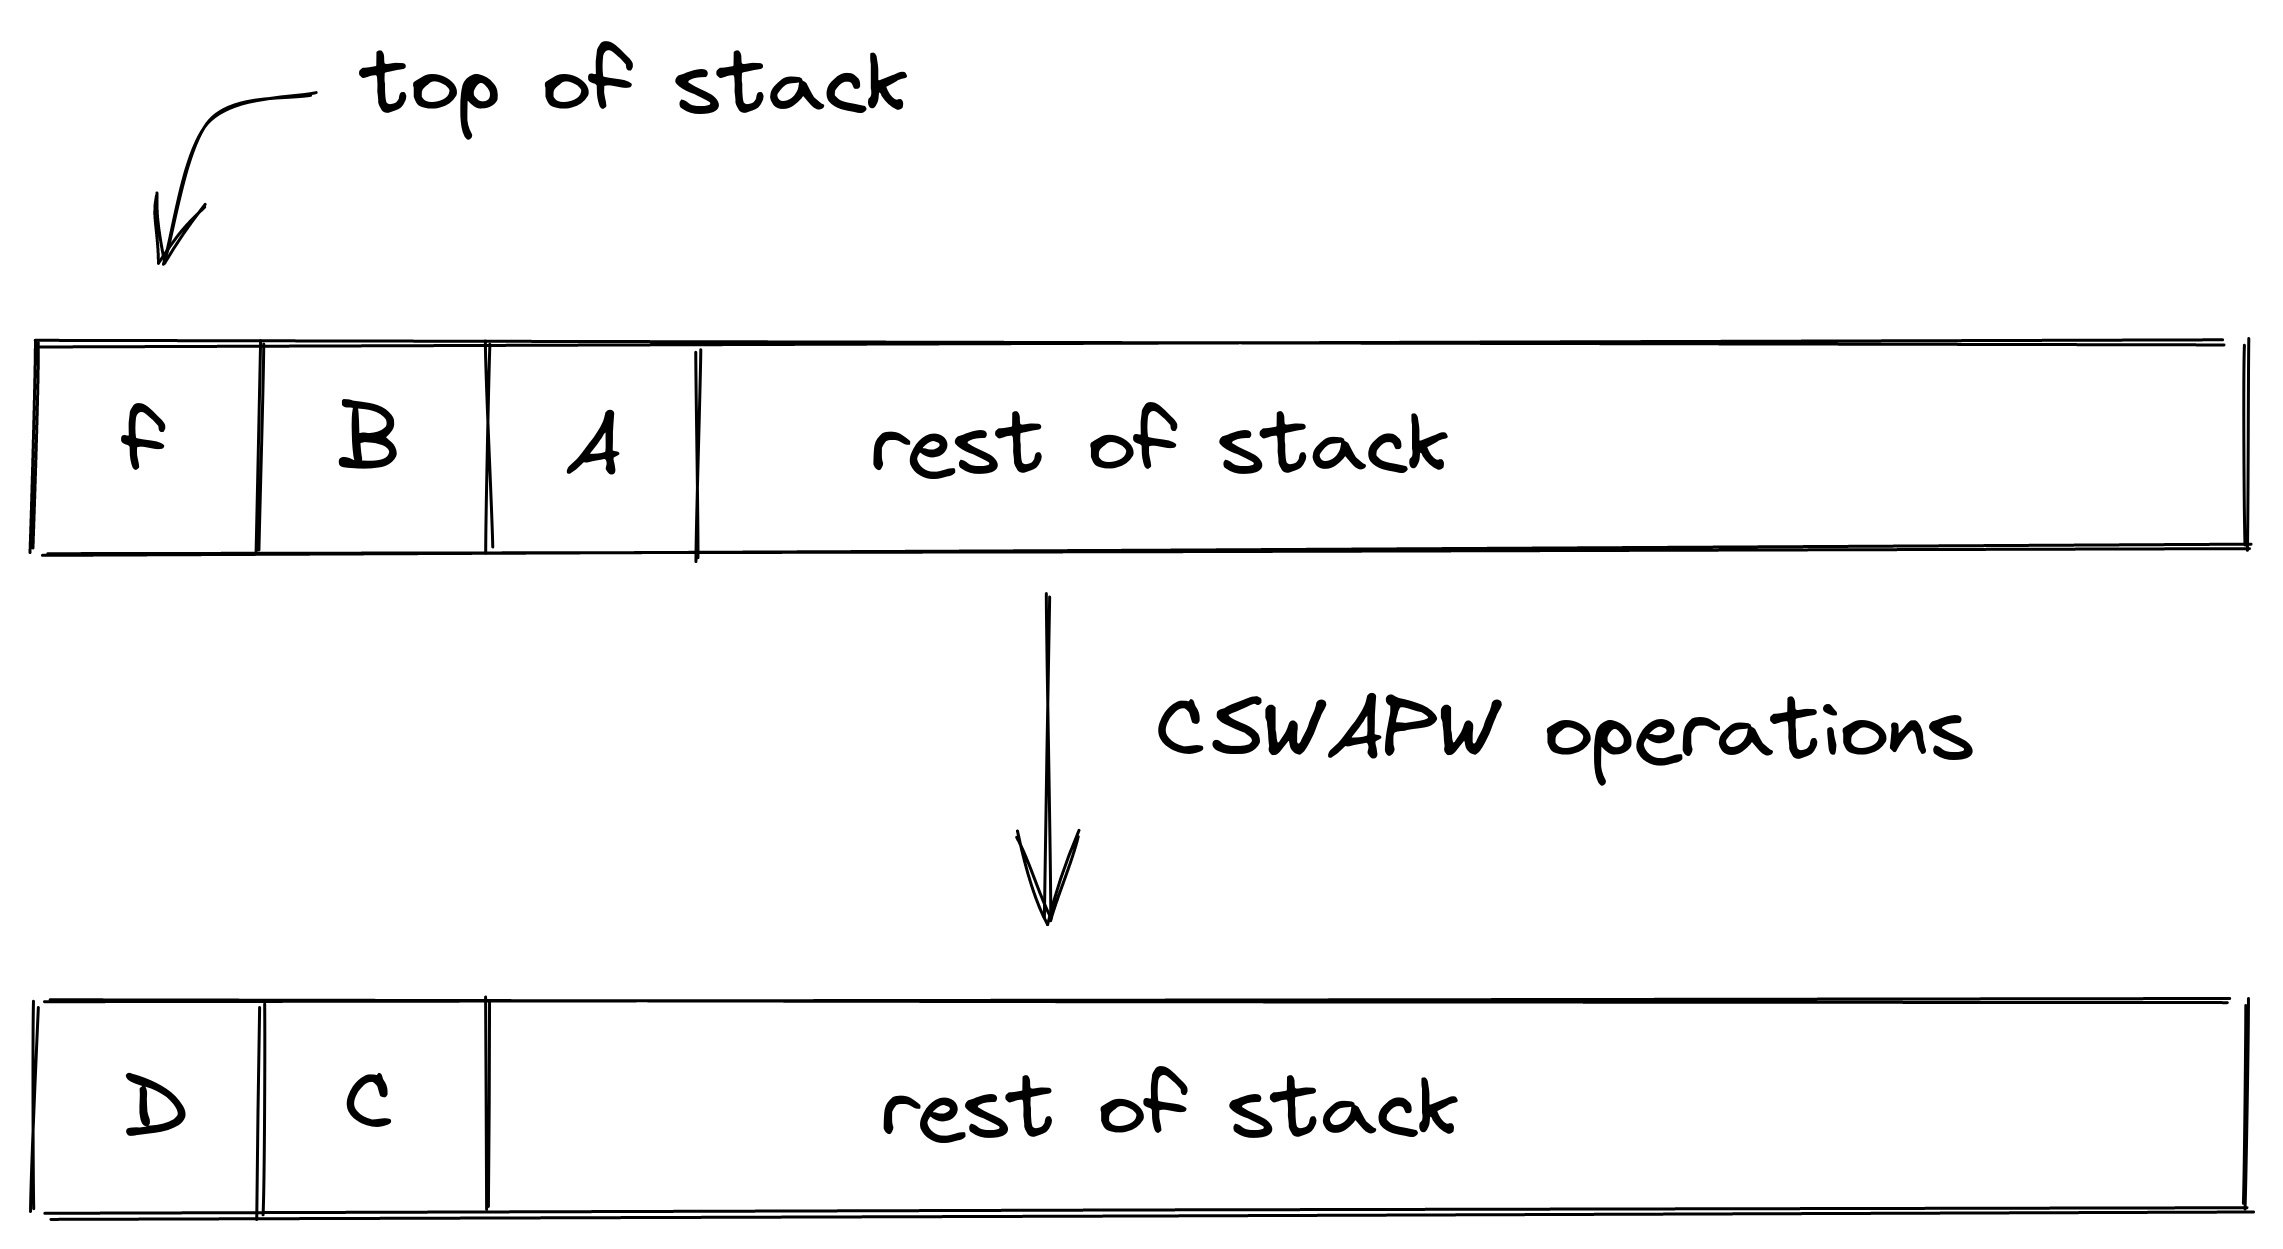 top of stack
f B A rest of stack
CSWAPW operations
D C rest of stack